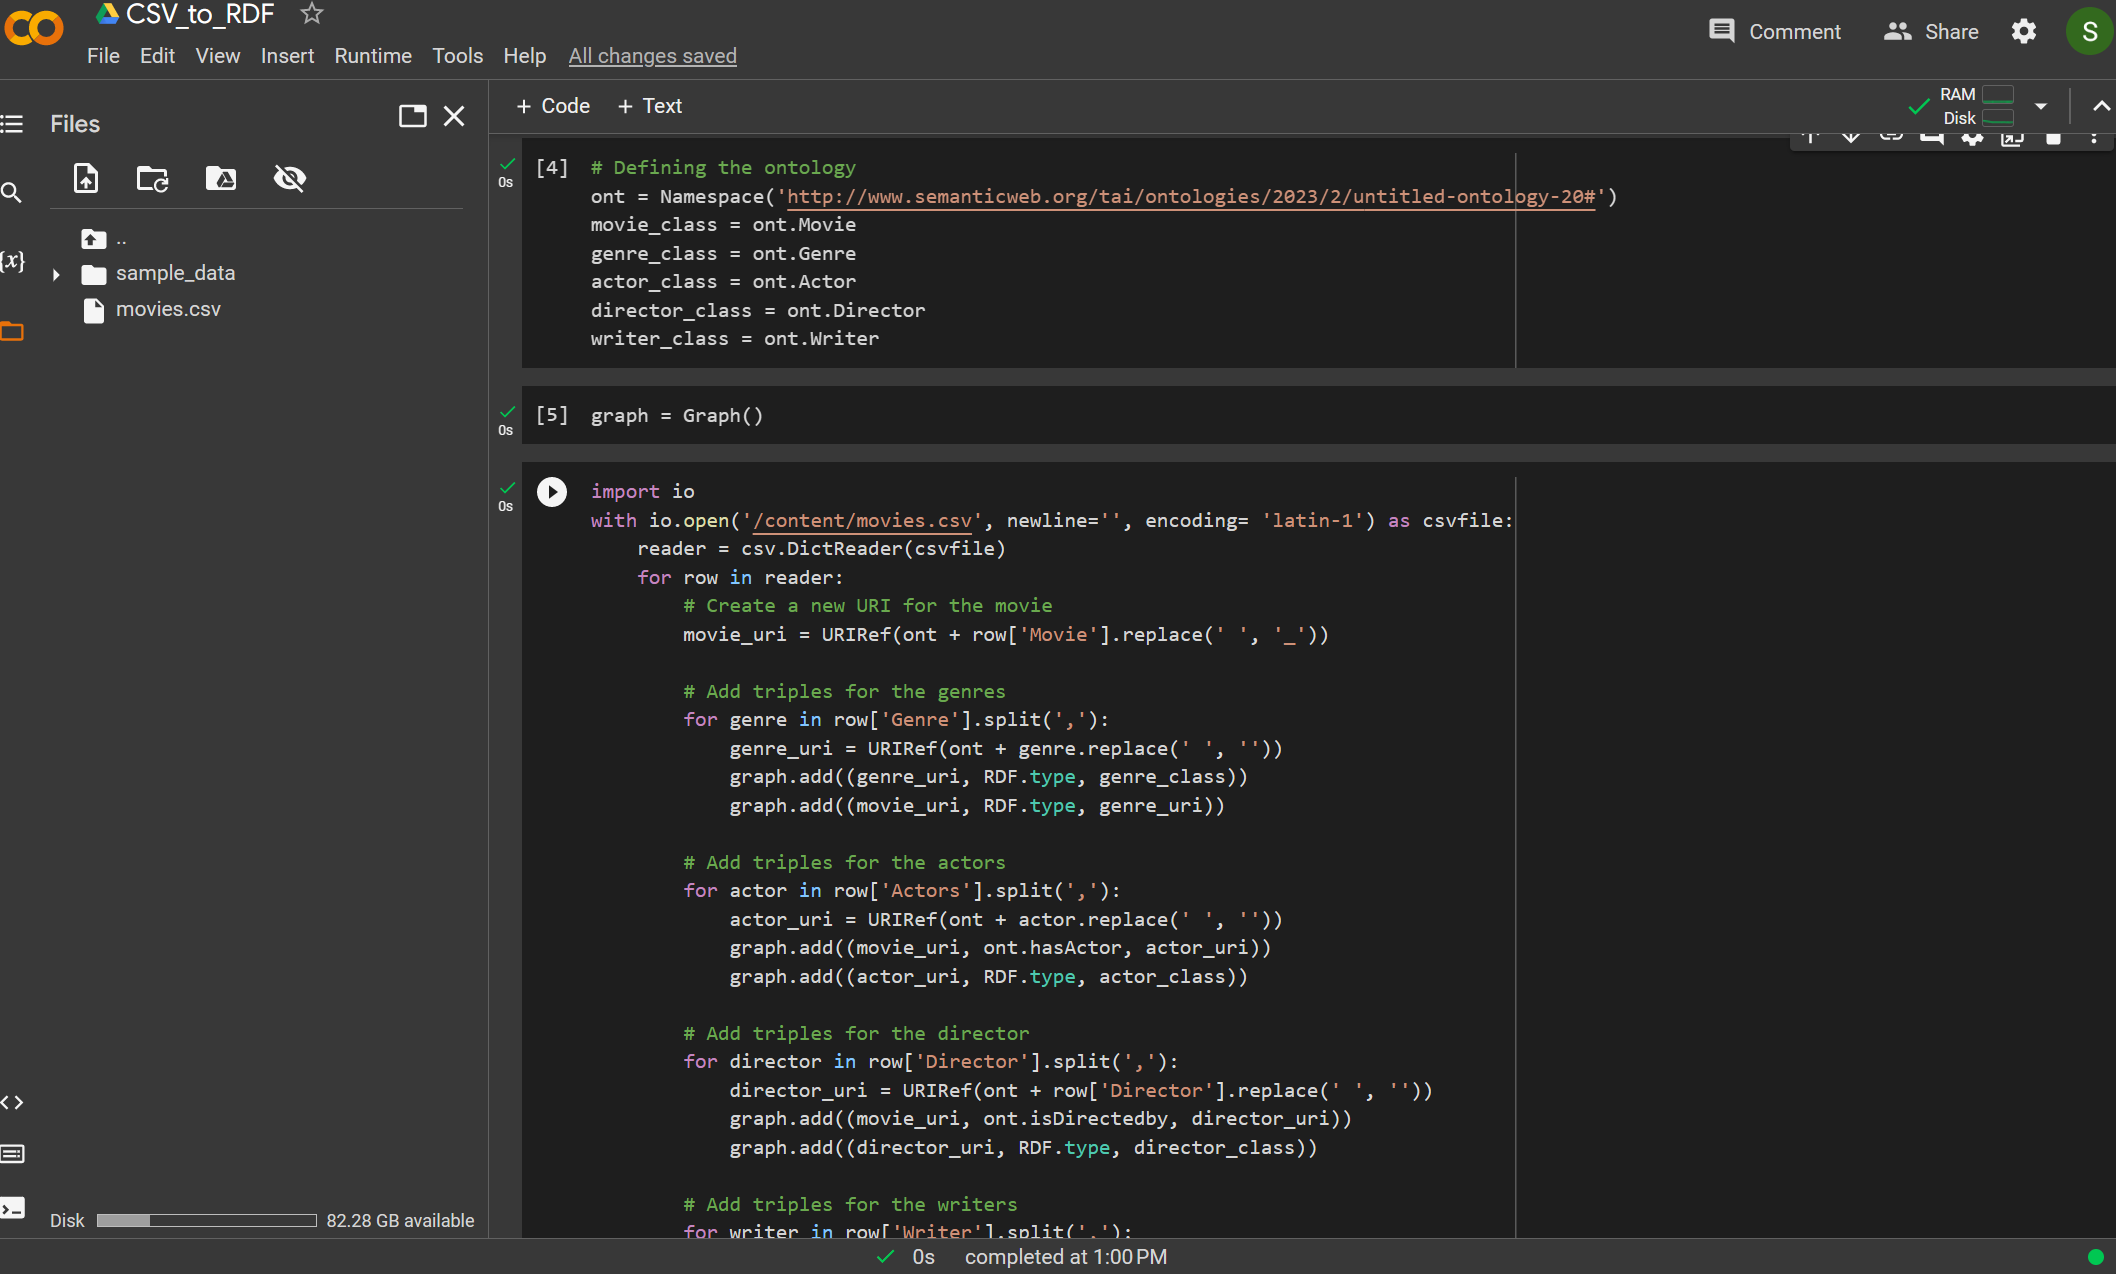 CSV_to_RDF
File Edit View Insert Runtime Tools Help All changes saved
Comment Share S
Files
+ Code + Text
RAM
Disk
..
sample_data
movies.csv
{x}
0s
[4] # Defining the ontology
ont = Namespace('http://www.semanticweb.org/tai/ontologies/2023/2/untitled-ontology-20#')
movie_class = ont.Movie
genre_class = ont.Genre
actor_class = ont.Actor
director_class = ont.Director
writer_class = ont.Writer
0s
[5] graph = Graph()
0s
import io
with io.open('/content/movies.csv', newline='', encoding= 'latin-1') as csvfile:
    reader = csv.DictReader(csvfile)
    for row in reader:
        # Create a new URI for the movie
        movie_uri = URIRef(ont + row['Movie'].replace(' ', '_'))
        # Add triples for the genres
        for genre in row['Genre'].split(','):
            genre_uri = URIRef(ont + genre.replace(' ', ''))
            graph.add((genre_uri, RDF.type, genre_class))
            graph.add((movie_uri, RDF.type, genre_uri))
        # Add triples for the actors
        for actor in row['Actors'].split(','):
            actor_uri = URIRef(ont + actor.replace(' ', ''))
            graph.add((movie_uri, ont.hasActor, actor_uri))
            graph.add((actor_uri, RDF.type, actor_class))
        # Add triples for the director
        for director in row['Director'].split(','):
            director_uri = URIRef(ont + row['Director'].replace(' ', ''))
            graph.add((movie_uri, ont.isDirectedby, director_uri))
            graph.add((director_uri, RDF.type, director_class))
        # Add triples for the writers
        for writer in row['Writer'].split(','):
Disk 82.28 GB available
0s completed at 1:00 PM